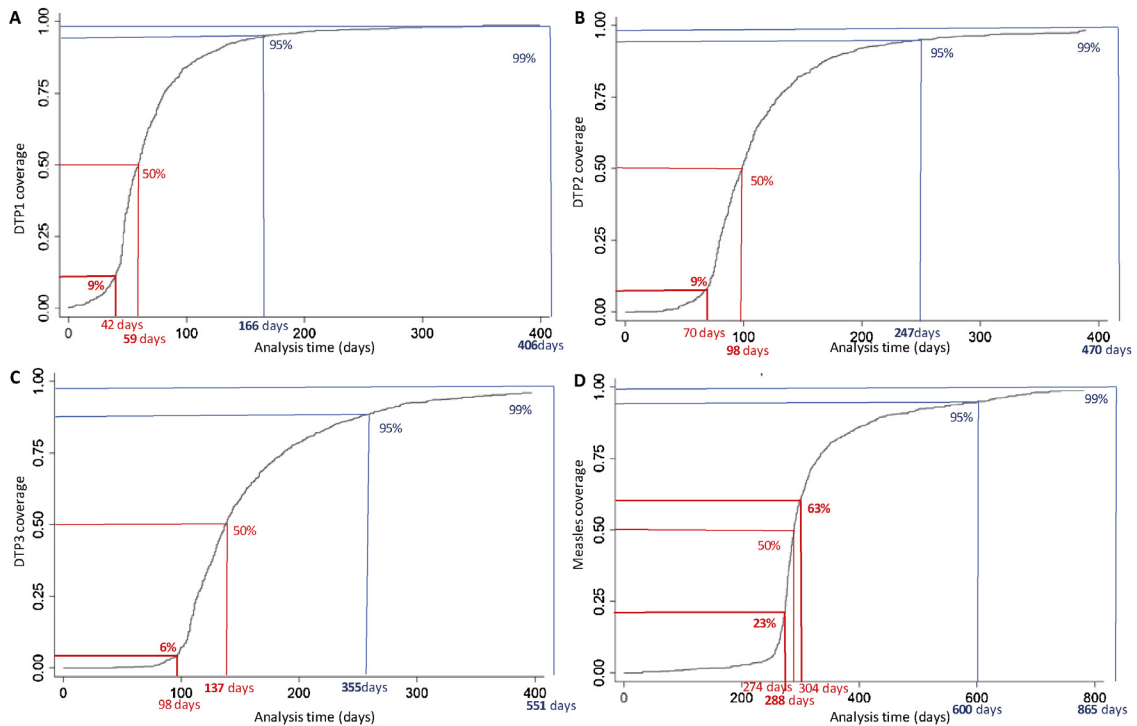 A
1.00
0.75
0.50
0.25
0.00
DTP1 coverage
95%
99%
50%
9%
0
100
200
300
400
42 days
59 days
166 days
406days
Analysis time (days)
B
1.00
0.75
0.50
0.25
0.00
DTP2 coverage
95%
99%
50%
9%
0
100
200
300
400
70 days
98 days
247days
470 days
Analysis time (days)
C
1.00
0.75
0.50
0.25
0.00
DTP3 coverage
99%
95%
50%
6%
0
100
200
300
400
137 days
98 days
355days
551 days
Analysis time (days)
D
1.00
0.75
0.50
0.25
0.00
Measles coverage
99%
95%
63%
50%
23%
0
200
400
600
800
274 days
304 days
288 days
600 days
865 days
Analysis time (days)